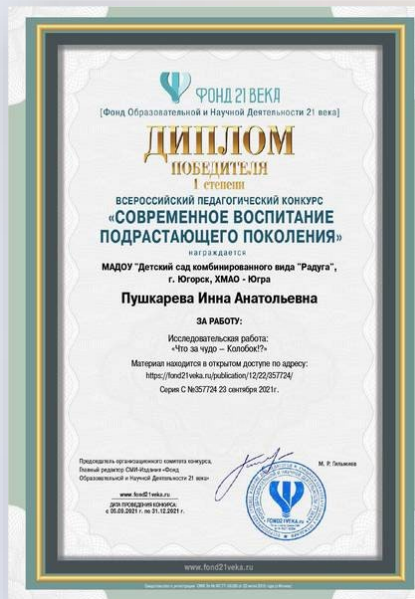 ФОНД 21 ВЕКА
[Фонд Образовательной и Научной Деятельности 21 века]
ДИПЛОМ
ПОБЕДИТЕЛЯ
1 степени
ВСЕРОССИЙСКИЙ ПЕДАГОГИЧЕСКИЙ КОНКУРС
«СОВРЕМЕННОЕ ВОСПИТАНИЕ
ПОДРАСТАЮЩЕГО ПОКОЛЕНИЯ»
награждается
МАДОУ "Детский сад комбинированного вида "Радуга",
г. Югорск, ХМАО - Югра
Пушкарева Инна Анатольевна
ЗА РАБОТУ:
Исследовательская работа:
«Что за чудо – Колобок!?»
Материал находится в открытом доступе по адресу:
https://fond21veka.ru/publication/12/22/357724/
Серия С №357724 23 сентября 2021г.
Председатель организационного комитета конкурса,
Главный редактор СМИ-Издания «Фонд
Образовательной и Научной Деятельности 21 века»
М. Р. Гильмиев
www.fond21veka.ru
ДАТА ПРОВЕДЕНИЯ КОНКУРСА:
с 05.09.2021 г. по 31.12.2021 г.
FOND21VEKA.ru
www.fond21veka.ru